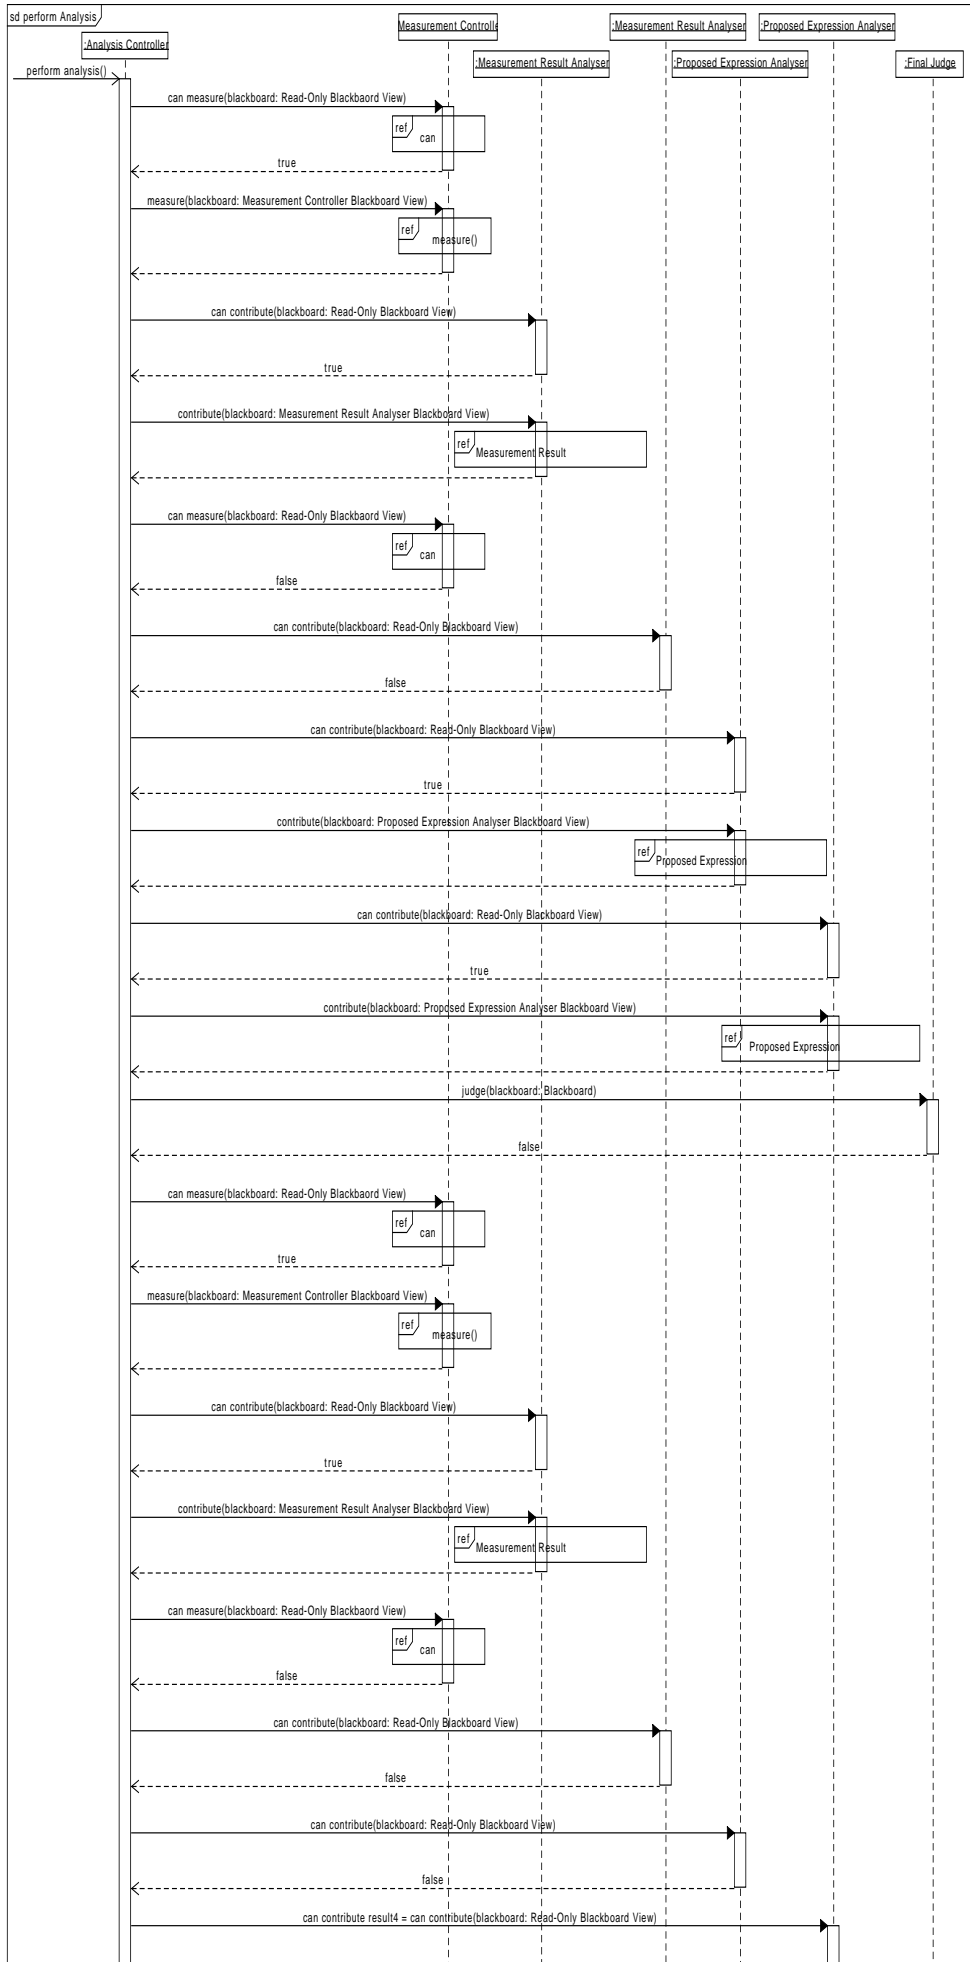 sd perform Analysis
Measurement Controlle
:Measurement Result Analyser
:Proposed Expression Analyser
:Analysis Controller
:Measurement Result Analyser
:Proposed Expression Analyser
:Final Judge
perform analysis()
can measure(blackboard: Read-Only Blackbaord View)
ref
can
true
measure(blackboard: Measurement Controller Blackboard View)
ref
measure()
can contribute(blackboard: Read-Only Blackboard View)
true
contribute(blackboard: Measurement Result Analyser Blackboard View)
ref
Measurement Result
can measure(blackboard: Read-Only Blackbaord View)
ref
can
false
can contribute(blackboard: Read-Only Blackboard View)
false
can contribute(blackboard: Read-Only Blackboard View)
true
contribute(blackboard: Proposed Expression Analyser Blackboard View)
ref
Proposed Expression
can contribute(blackboard: Read-Only Blackboard View)
true
contribute(blackboard: Proposed Expression Analyser Blackboard View)
ref
Proposed Expression
judge(blackboard: Blackboard)
false
can measure(blackboard: Read-Only Blackbaord View)
ref
can
true
measure(blackboard: Measurement Controller Blackboard View)
ref
measure()
can contribute(blackboard: Read-Only Blackboard View)
true
contribute(blackboard: Measurement Result Analyser Blackboard View)
ref
Measurement Result
can measure(blackboard: Read-Only Blackbaord View)
ref
can
false
can contribute(blackboard: Read-Only Blackboard View)
false
can contribute(blackboard: Read-Only Blackboard View)
false
can contribute result4 = can contribute(blackboard: Read-Only Blackboard View)